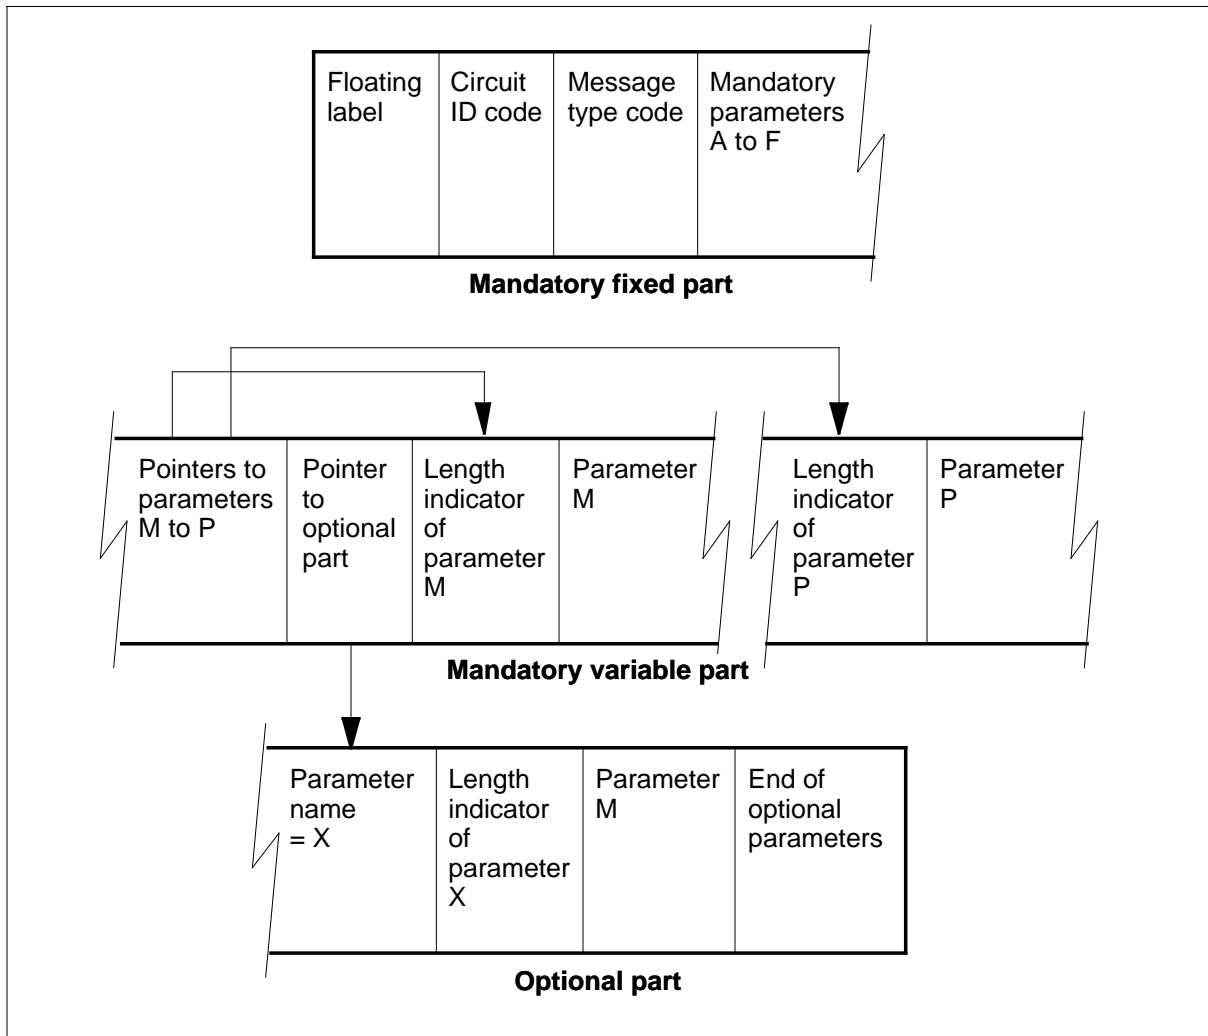 Floating
label
Circuit
ID code
Message
type code
Mandatory
parameters
A to F
Mandatory fixed part
Pointers to
parameters
M to P
Pointer
to
optional
part
Length
indicator
of
parameter
M
Parameter
M
Length
indicator
of
parameter
P
Parameter
P
Mandatory variable part
Parameter
name
= X
Length
indicator
of
parameter
X
Parameter
M
End of
optional
parameters
Optional part